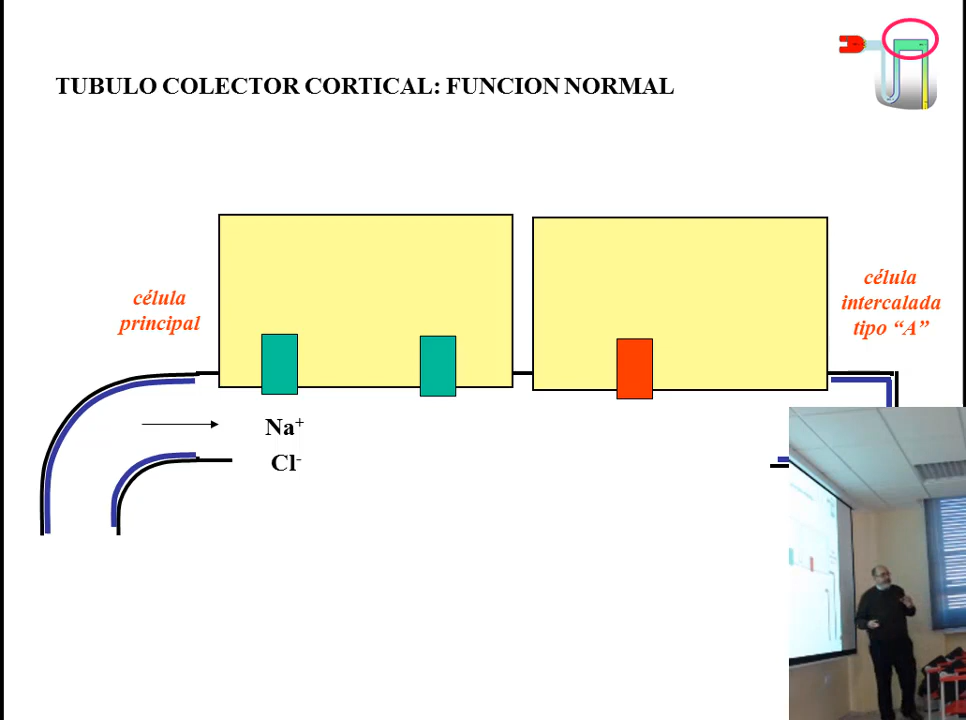 TUBULO COLECTOR CORTICAL: FUNCION NORMAL
célula
principal
célula
intercalada
tipo “A”
Na⁺
Cl⁻